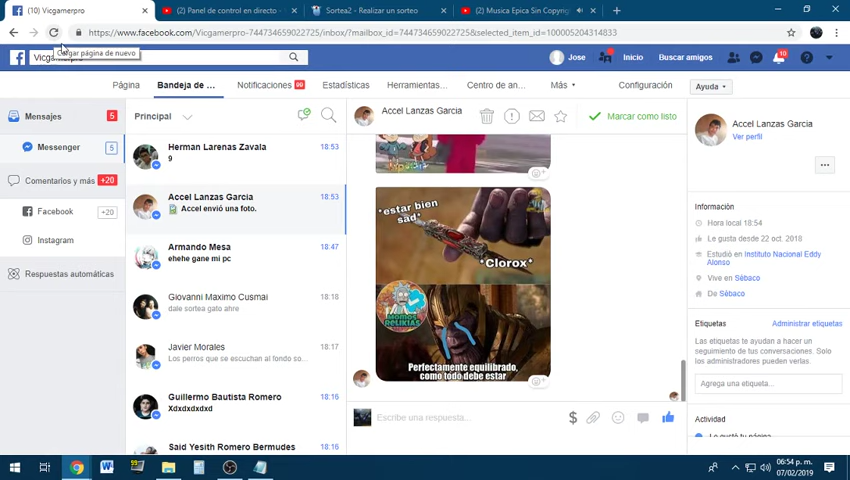 (10) Vicgamerpro
(2) Panel de control en directo -
Sortea2 - Realizar un sorteo
(2) Musica Epica Sin Copyrigh
https://www.facebook.com/Vicgamerpro-744734659022725/inbox/?mailbox_id=744734659022725&selected_item_id=100005204314833
Cargar página de nuevo
Jose
Inicio
Buscar amigos
10
Página
Bandeja de ...
Notificaciones
99
Estadísticas
Herramientas...
Centro de an...
Más
Configuración
Ayuda
Mensajes
5
Messenger
5
Comentarios y más
+20
Facebook
+20
Instagram
Respuestas automáticas
Principal
Herman Larenas Zavala
18:53
9
Accel Lanzas Garcia
18:53
Accel envió una foto.
Armando Mesa
18:47
ehehe gane mi pc
Giovanni Maximo Cusmai
18:18
dale sortea gato ahre
Javier Morales
18:17
Los perros que se escuchan al fondo so...
Guillermo Bautista Romero
18:16
Xdxdxdxdxd
Said Yesith Romero Bermudes
18:16
Accel Lanzas Garcia
Marcar como listo
*estar bien
sad*
*Clorox*
MOMOS
RELIKIAS
Perfectamente equilibrado,
como todo debe estar
Escribe una respuesta...
Accel Lanzas Garcia
Ver perfil
Información
Hora local 18:54
Le gusta desde 22 oct. 2018
Estudió en Instituto Nacional Eddy
Alonso
Vive en Sébaco
De Sébaco
Etiquetas
Administrar etiquetas
Las etiquetas te ayudan a hacer un
seguimiento de tus conversaciones. Solo
los administradores pueden verlas.
Agrega una etiqueta...
Actividad
Le gustó tu página
06:54 p. m.
07/02/2019